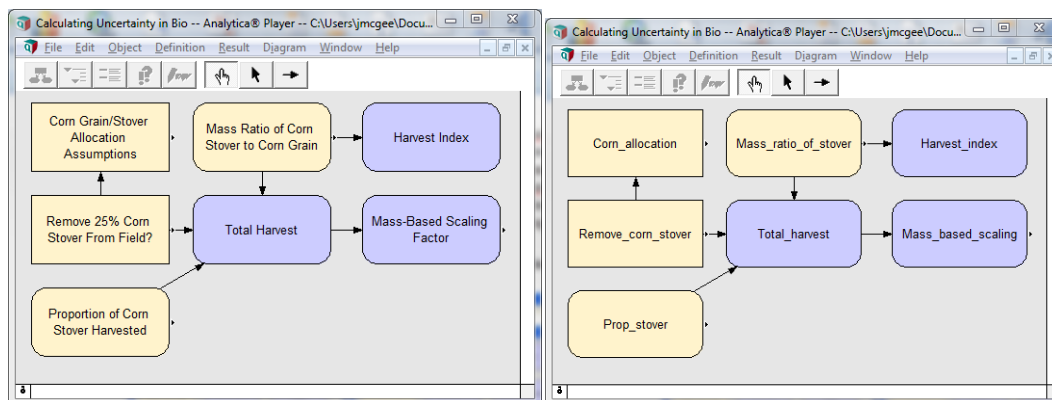 Calculating Uncertainty in Bio -- Analytica® Player -- C:\Users\jmcgee\Docu...
File Edit Object Definition Result Diagram Window Help
Corn Grain/Stover
Allocation
Assumptions
Mass Ratio of Corn
Stover to Corn Grain
Harvest Index
Remove 25% Corn
Stover From Field?
Total Harvest
Mass-Based Scaling
Factor
Proportion of Corn
Stover Harvested
Calculating Uncertainty in Bio -- Analytica® Player -- C:\Users\jmcgee\Docu...
File Edit Object Definition Result Diagram Window Help
Corn_allocation
Mass_ratio_of_stover
Harvest_index
Remove_corn_stover
Total_harvest
Mass_based_scaling
Prop_stover